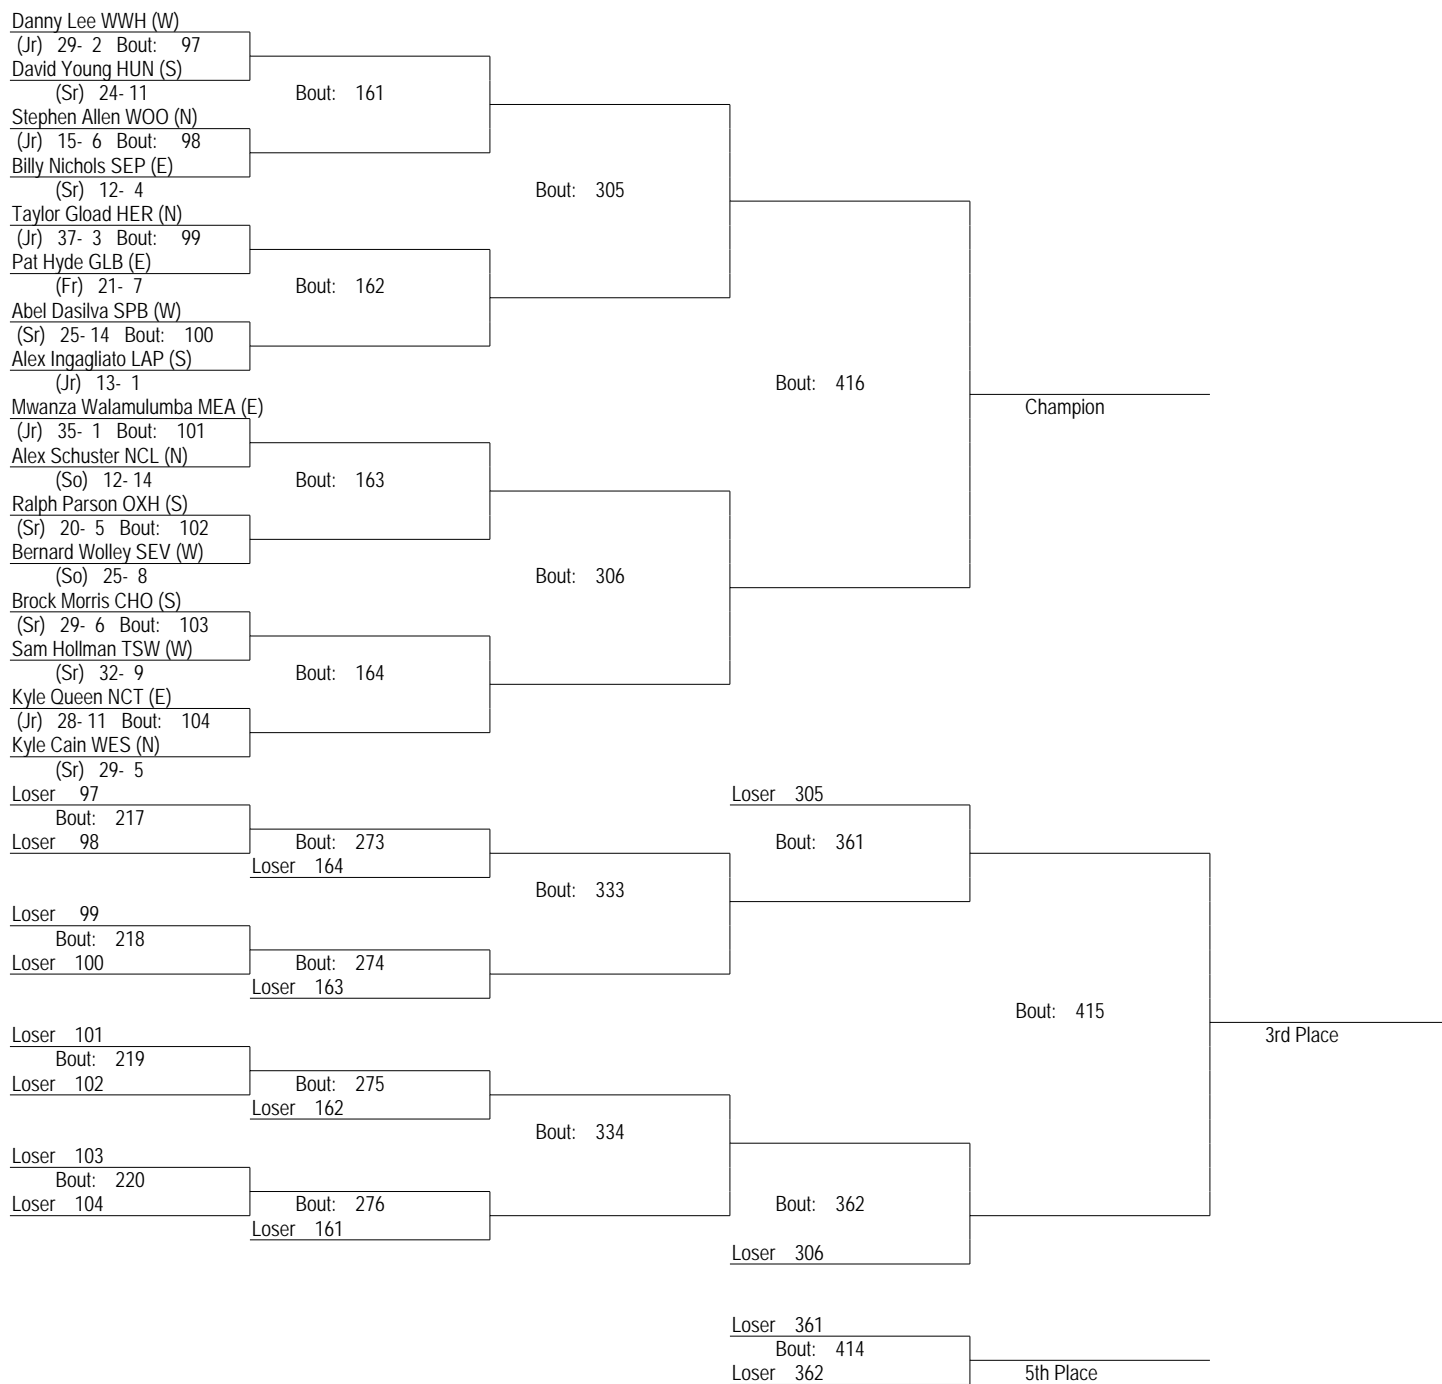 Danny Lee WWH (W)
(Jr) 29- 2 Bout: 97
David Young HUN (S)
(Sr) 24- 11 Bout: 161
Stephen Allen WOO (N)
(Jr) 15- 6 Bout: 98
Billy Nichols SEP (E)
(Sr) 12- 4 Bout: 305
Taylor Gload HER (N)
(Jr) 37- 3 Bout: 99
Pat Hyde GLB (E)
(Fr) 21- 7 Bout: 162
Abel Dasilva SPB (W)
(Sr) 25- 14 Bout: 100
Alex Ingagliato LAP (S)
(Jr) 13- 1 Bout: 416
Mwanza Walamulumba MEA (E) Champion
(Jr) 35- 1 Bout: 101
Alex Schuster NCL (N)
(So) 12- 14 Bout: 163
Ralph Parson OXH (S)
(Sr) 20- 5 Bout: 102
Bernard Wolley SEV (W)
(So) 25- 8 Bout: 306
Brock Morris CHO (S)
(Sr) 29- 6 Bout: 103
Sam Hollman TSW (W)
(Sr) 32- 9 Bout: 164
Kyle Queen NCT (E)
(Jr) 28- 11 Bout: 104
Kyle Cain WES (N)
(Sr) 29- 5
Loser 97 Loser 305
Bout: 217
Loser 98 Bout: 273 Bout: 361
Loser 164
Bout: 333
Loser 99
Bout: 218
Loser 100 Bout: 274
Loser 163
Bout: 415
Loser 101 3rd Place
Bout: 219
Loser 102 Bout: 275
Loser 162
Bout: 334
Loser 103
Bout: 220
Loser 104 Bout: 276 Bout: 362
Loser 161
Loser 306
Loser 361
Bout: 414
Loser 362 5th Place